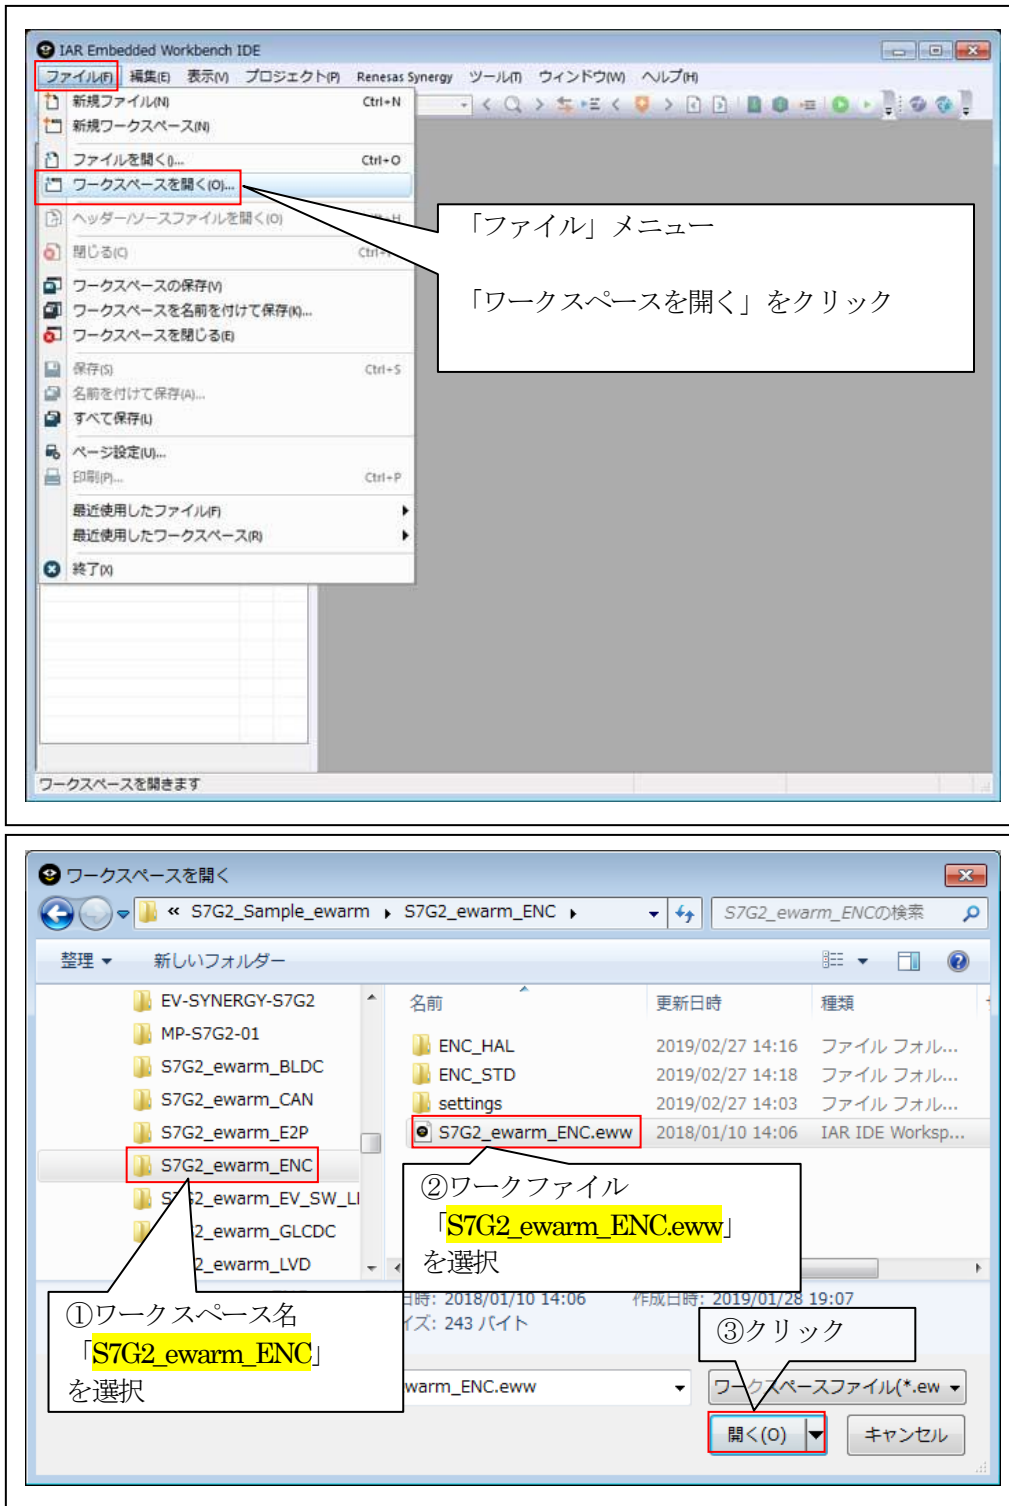 IAR Embedded Workbench IDE
ファイル(F) 編集(E) 表示(V) プロジェクト(P) Renesas Synergy ツール(T) ウィンドウ(W) ヘルプ(H)
新規ファイル(N) Ctrl+N
新規ワークスペース(N)
ファイルを開く()... Ctrl+O
ワークスペースを開く(O)...
ヘッダー/ソースファイルを開く(O)
閉じる(C)
ワークスペースの保存(V)
ワークスペースを名前を付けて保存(K)...
ワークスペースを閉じる(E)
保存(S) Ctrl+S
名前を付けて保存(A)...
すべて保存(L)
ページ設定(U)...
印刷(P)... Ctrl+P
最近使用したファイル(F)
最近使用したワークスペース(R)
終了(X)
「ファイル」メニュー
「ワークスペースを開く」をクリック
ワークスペースを開きます
ワークスペースを開く
« S7G2_Sample_ewarm S7G2_ewarm_ENC S7G2_ewarm_ENCの検索
整理 新しいフォルダー
EV-SYNERGY-S7G2
MP-S7G2-01
S7G2_ewarm_BLDC
S7G2_ewarm_CAN
S7G2_ewarm_E2P
S7G2_ewarm_ENC
S7G2_ewarm_EV_SW_LI
2_ewarm_GLCDC
2_ewarm_LVD
名前 更新日時 種類
ENC_HAL 2019/02/27 14:16 ファイル フォル...
ENC_STD 2019/02/27 14:18 ファイル フォル...
settings 2019/02/27 14:03 ファイル フォル...
S7G2_ewarm_ENC.eww 2018/01/10 14:06 IAR IDE Worksp...
②ワークファイル
「S7G2_ewarm_ENC.eww」
を選択
日時: 2018/01/10 14:06 作成日時: 2019/01/28 19:07
イズ: 243 バイト
①ワークスペース名
「S7G2_ewarm_ENC」
を選択
③クリック
warm_ENC.eww ワークスペースファイル(*.ew
開く(O) キャンセル